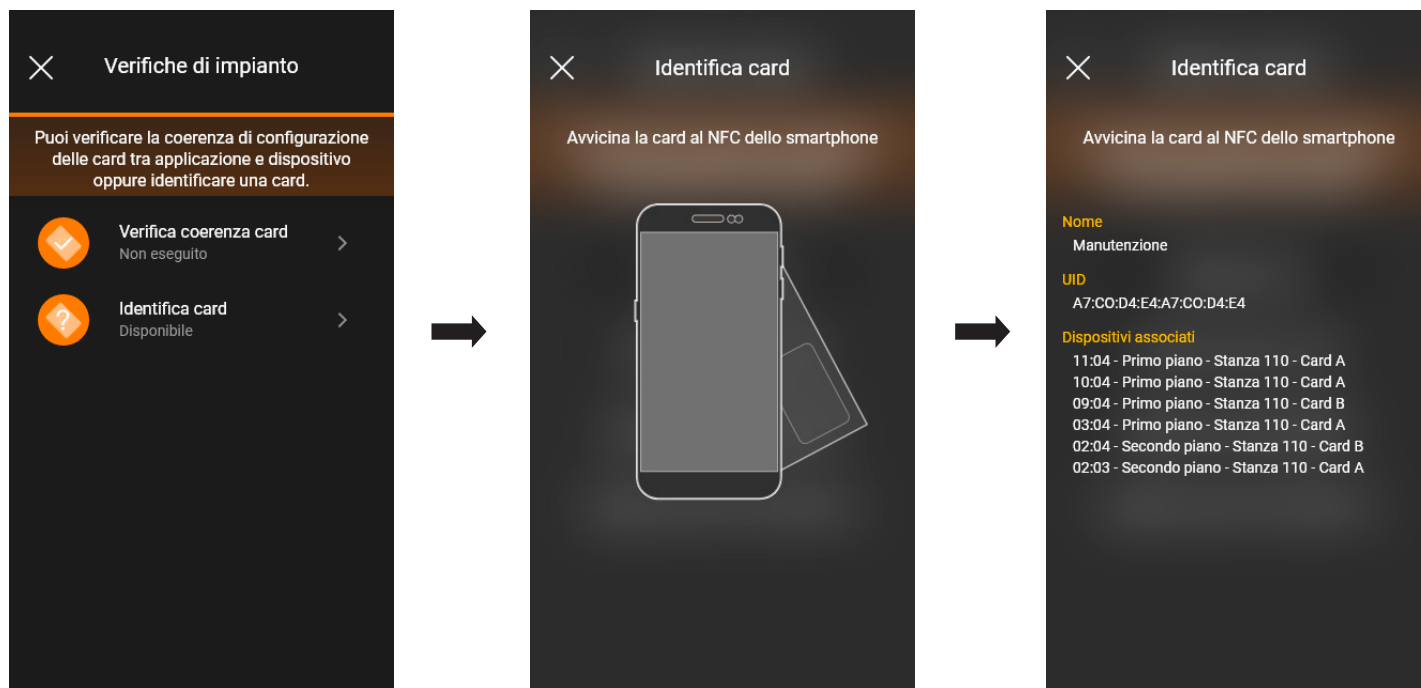 Verifiche di impianto
Puoi verificare la coerenza di configurazione
delle card tra applicazione e dispositivo
oppure identificare una card.
Verifica coerenza card
Non eseguito
Identifica card
Disponibile
Identifica card
Avvicina la card al NFC dello smartphone
Identifica card
Avvicina la card al NFC dello smartphone
Nome
Manutenzione
UID
A7:CO:D4:E4:A7:CO:D4:E4
Dispositivi associati
11:04 - Primo piano - Stanza 110 - Card A
10:04 - Primo piano - Stanza 110 - Card A
09:04 - Primo piano - Stanza 110 - Card B
03:04 - Primo piano - Stanza 110 - Card A
02:04 - Secondo piano - Stanza 110 - Card B
02:03 - Secondo piano - Stanza 110 - Card A